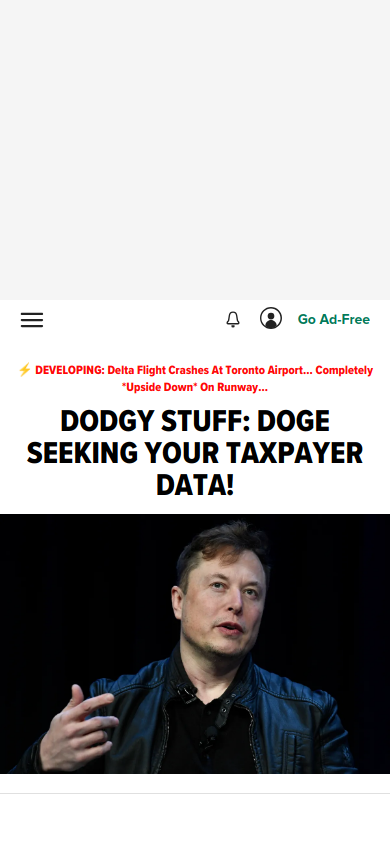 Go Ad-Free
⚡ DEVELOPING: Delta Flight Crashes At Toronto Airport... Completely
*Upside Down* On Runway...
DODGY STUFF: DOGE
SEEKING YOUR TAXPAYER
DATA!